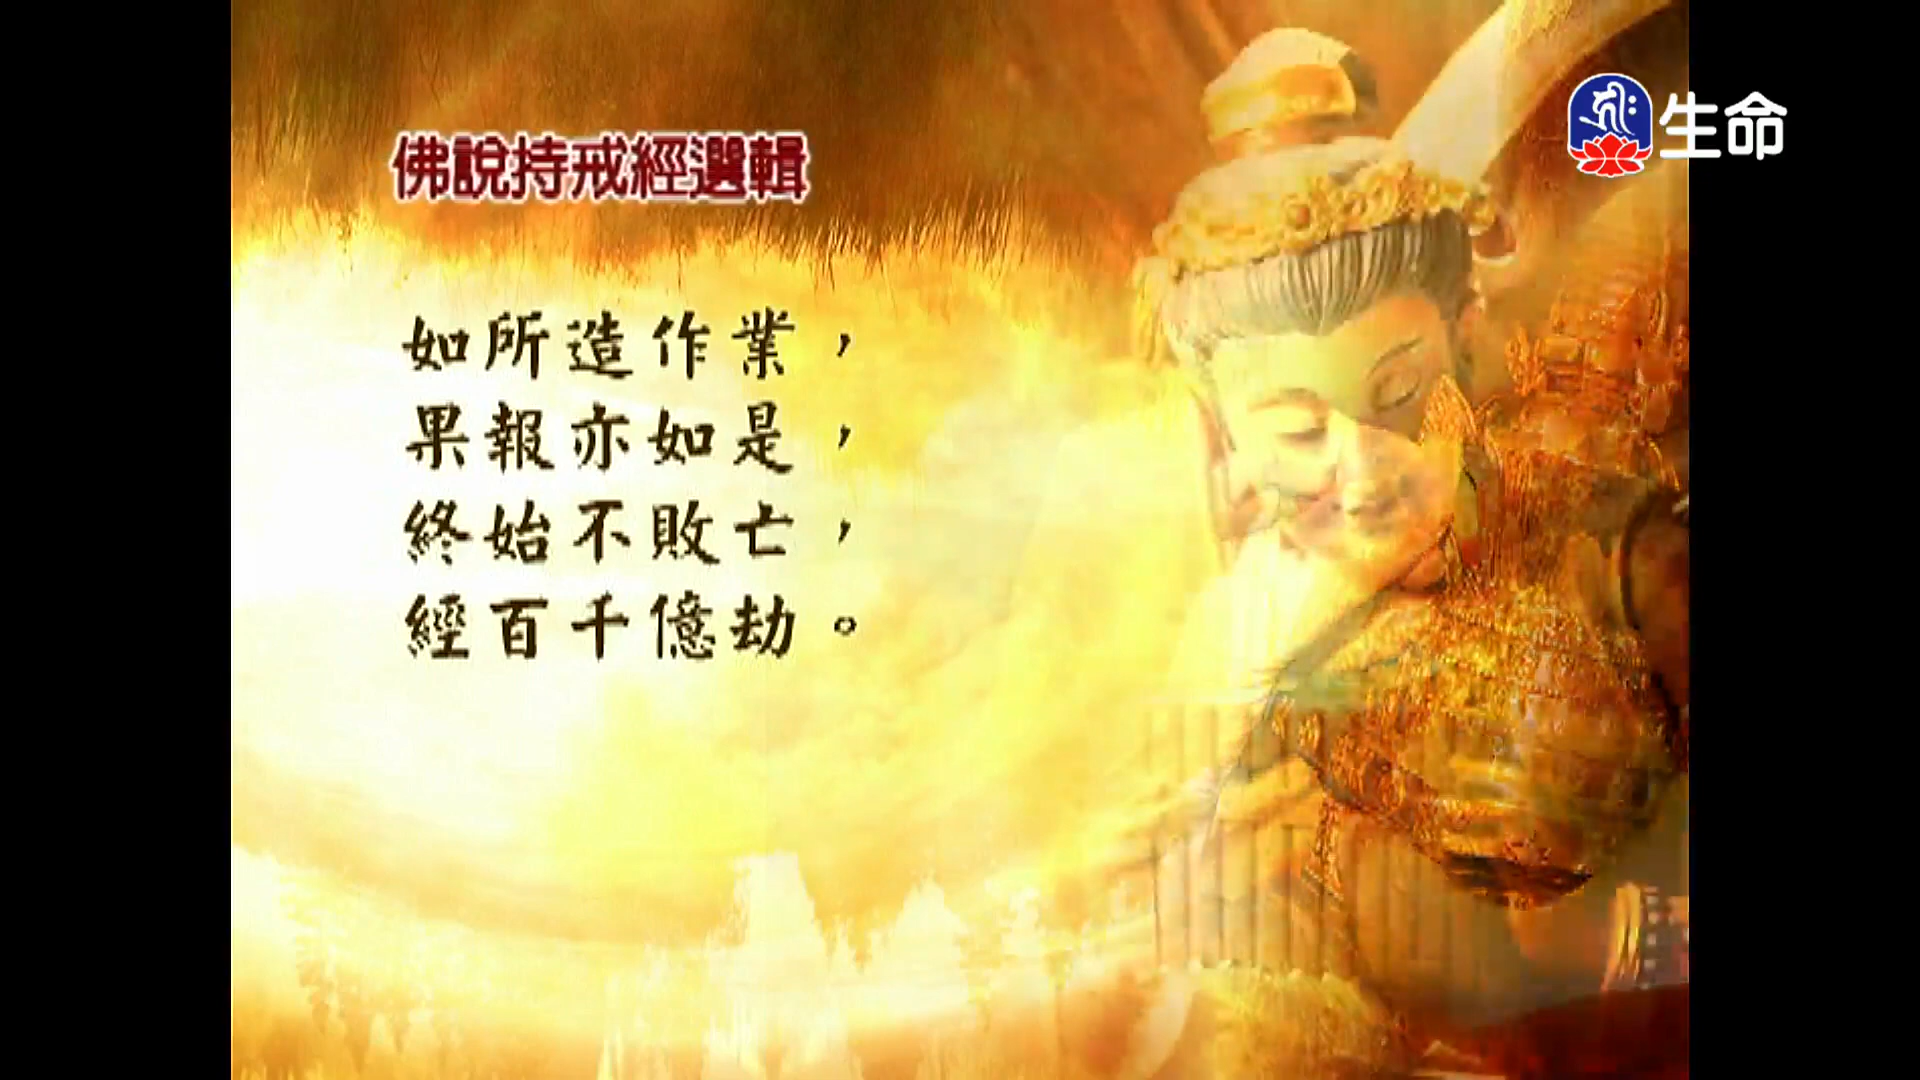 佛說持戒經選輯
生命
如所造作業，
果報亦如是，
終始不敗亡，
經百千億劫。